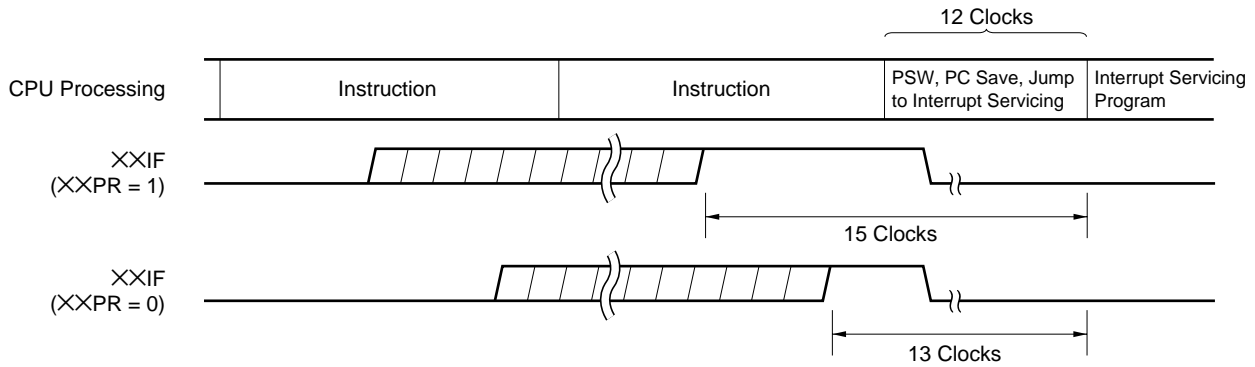 12 Clocks
CPU Processing
Instruction
Instruction
PSW, PC Save, Jump
to Interrupt Servicing
Interrupt Servicing
Program
××IF
(××PR = 1)
15 Clocks
××IF
(××PR = 0)
13 Clocks